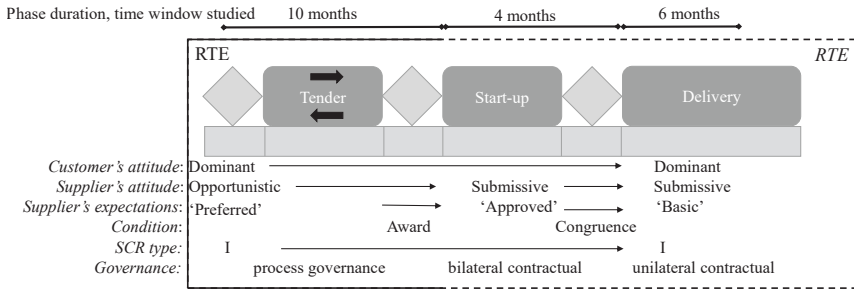 Phase duration, time window studied 10 months 4 months 6 months
RTE RTE
Tender Start-up Delivery
Customer's attitude: Dominant Dominant
Supplier's attitude: Opportunistic Submissive Submissive
Supplier's expectations: 'Preferred' 'Approved' 'Basic'
Condition: Award Congruence
SCR type: I I
Governance: process governance bilateral contractual unilateral contractual